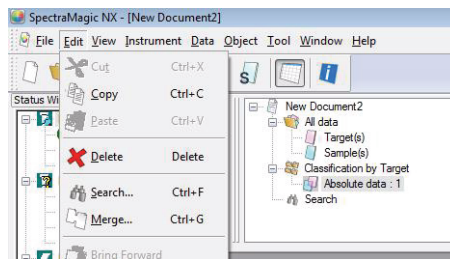 SpectraMagic NX - [New Document2]
File Edit View Instrument Data Object Tool Window Help
Status Wi
Cut Ctrl+X
Copy Ctrl+C
Paste Ctrl+V
Delete Delete
Search... Ctrl+F
Merge... Ctrl+G
Bring Forward
New Document2
All data
Target(s)
Sample(s)
Classification by Target
Absolute data : 1
Search